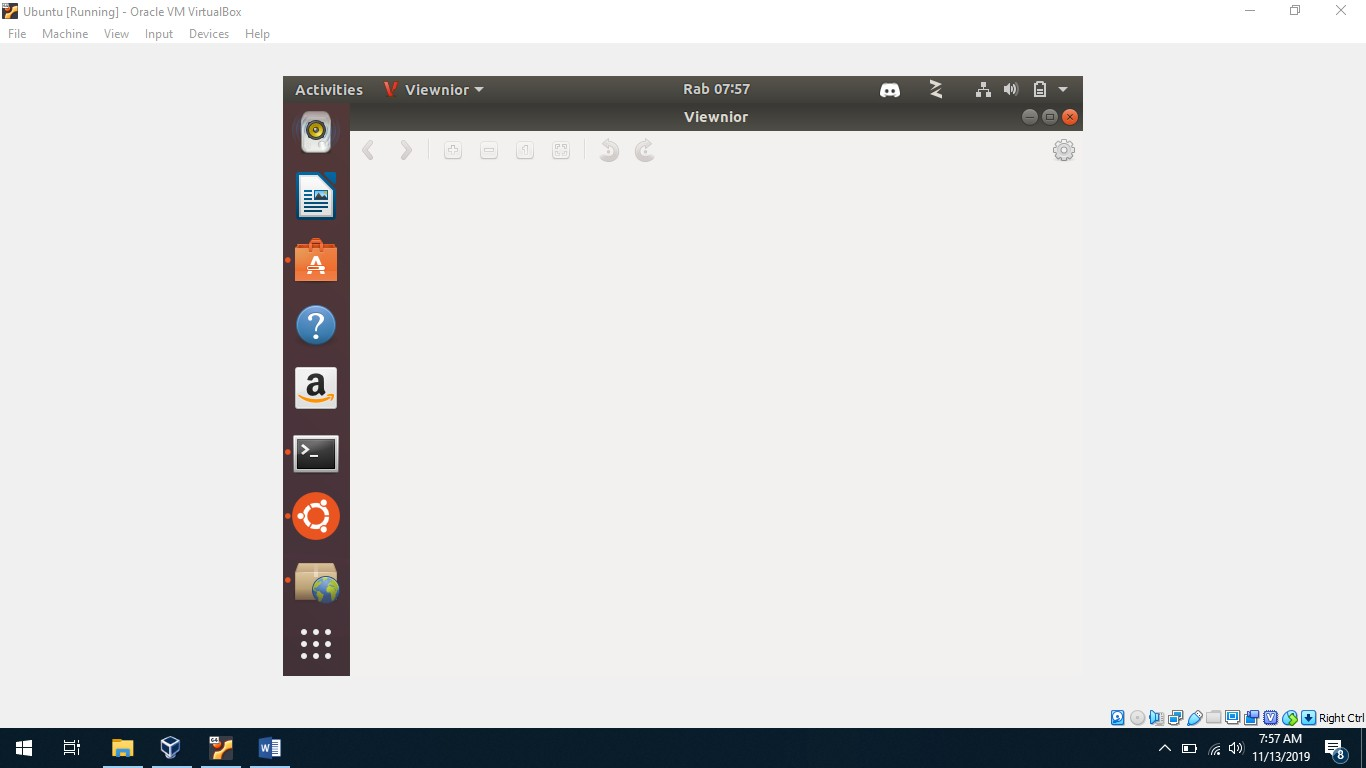 Ubuntu [Running] - Oracle VM VirtualBox
File Machine View Input Devices Help
Activities Viewnior Rab 07:57
Viewnior
Right Ctrl
7:57 AM
11/13/2019
8